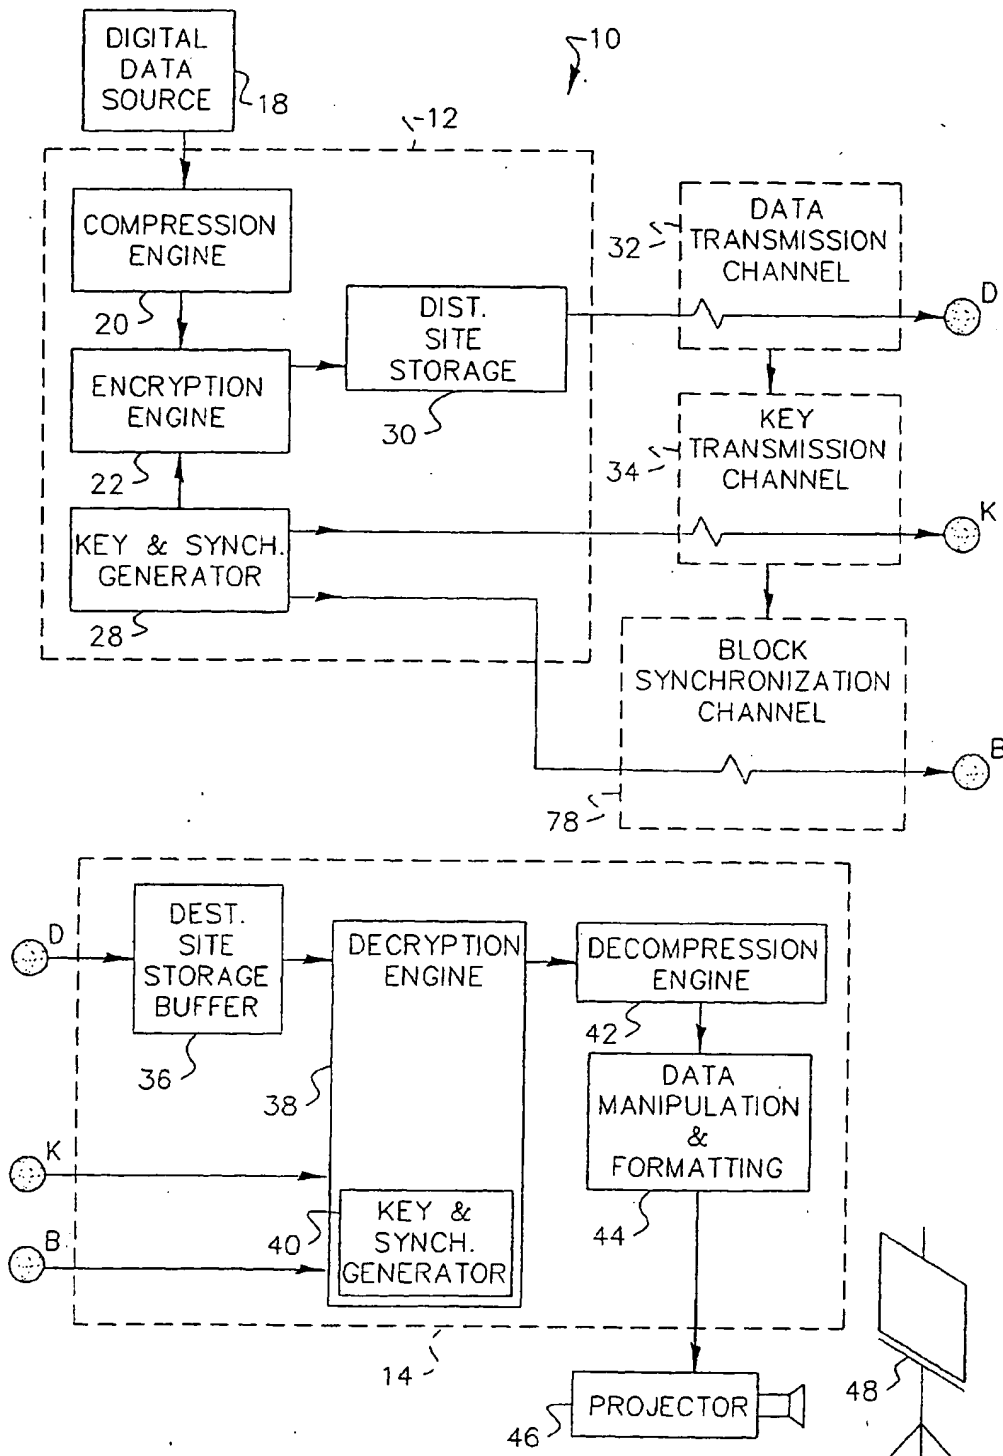 DIGITAL
DATA
SOURCE
18
10
12
COMPRESSION
ENGINE
20
ENCRYPTION
ENGINE
22
DIST.
SITE
STORAGE
30
KEY & SYNCH.
GENERATOR
28
DATA
TRANSMISSION
CHANNEL
32
D
KEY
TRANSMISSION
CHANNEL
34
K
BLOCK
SYNCHRONIZATION
CHANNEL
78
B
D
DEST.
SITE
STORAGE
BUFFER
36
DECRYPTION
ENGINE
38
DECOMPRESSION
ENGINE
42
DATA
MANIPULATION
&
FORMATTING
44
K
B
40
KEY &
SYNCH.
GENERATOR
14
PROJECTOR
46
48